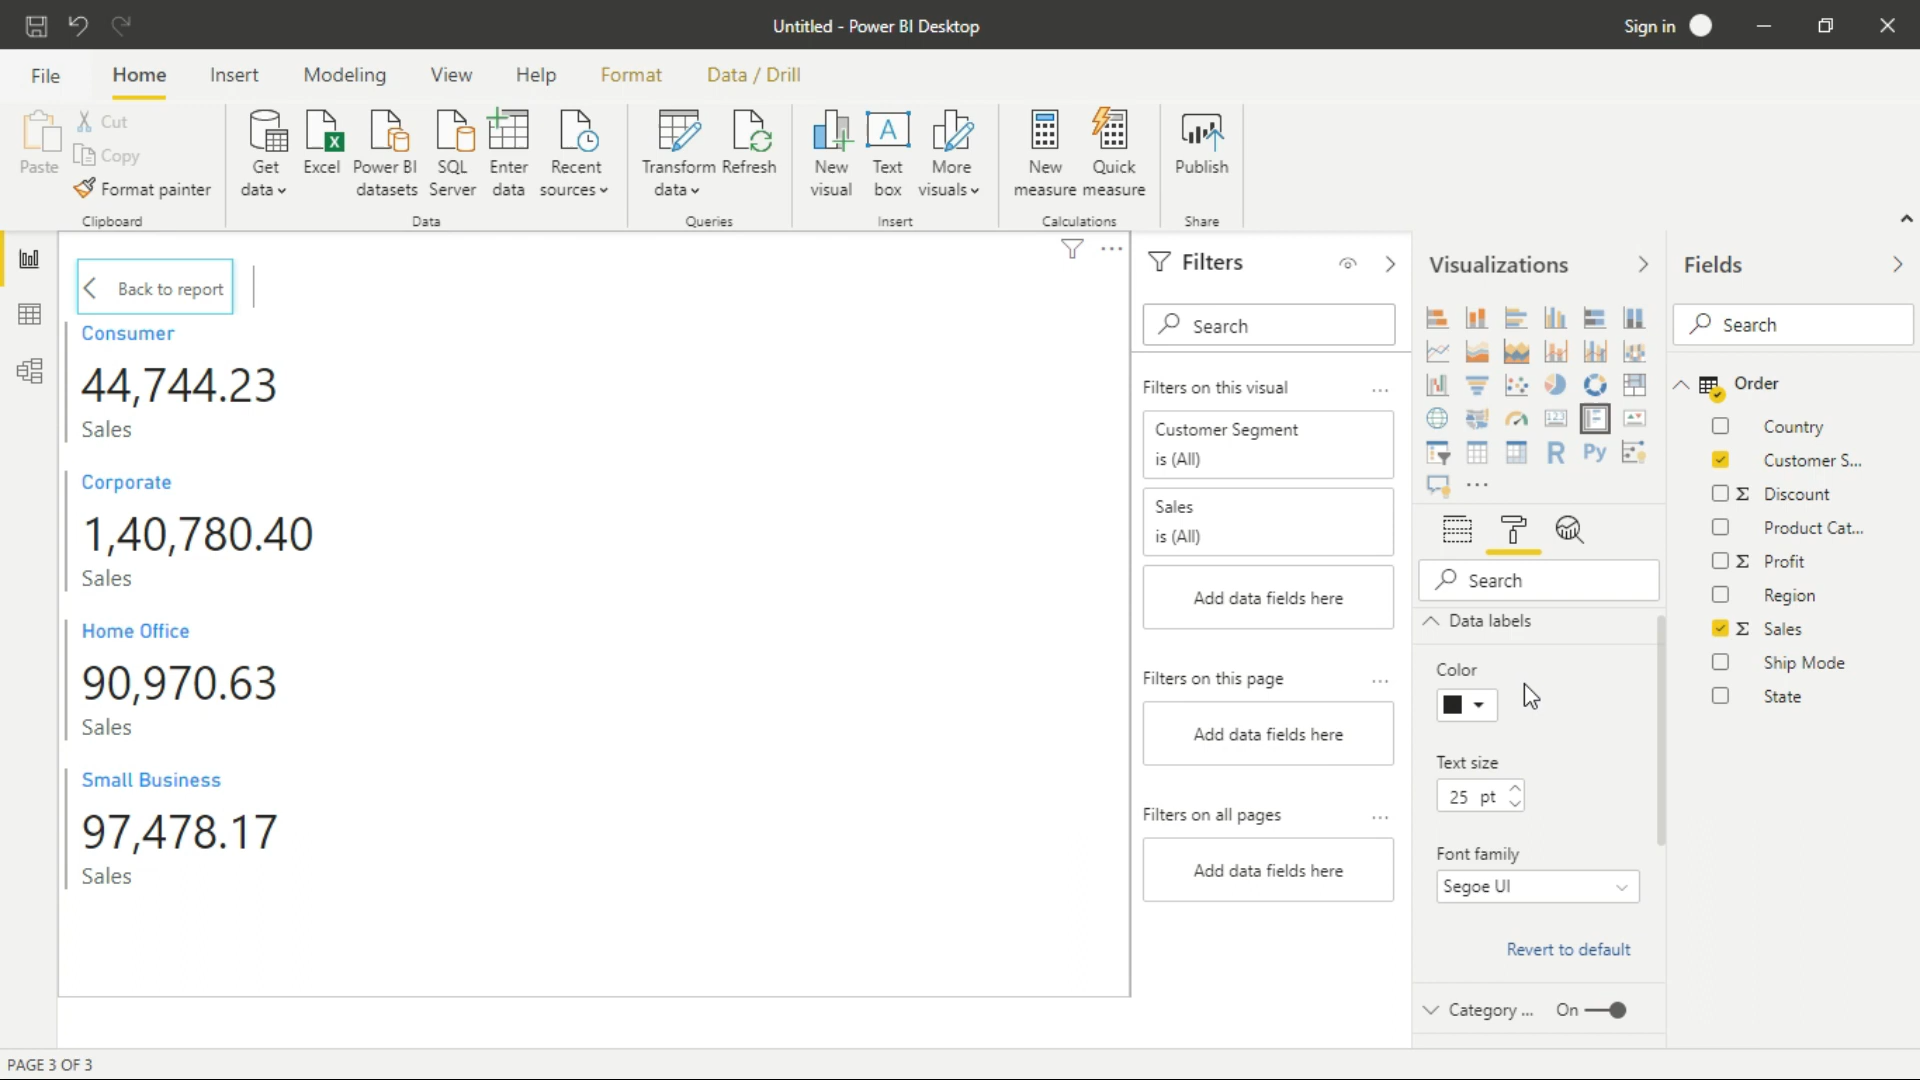 Untitled - Power BI Desktop
Sign in
File
Home
Insert
Modeling
View
Help
Format
Data / Drill
Paste
Cut
Copy
Format painter
Clipboard
Get data
Excel
Power BI datasets
SQL Server
Enter data
Recent sources
Data
Transform data
Refresh
Queries
New visual
Text box
More visuals
Insert
New measure
Quick measure
Calculations
Publish
Share
Back to report
Consumer
44,744.23
Sales
Corporate
1,40,780.40
Sales
Home Office
90,970.63
Sales
Small Business
97,478.17
Sales
Filters
Search
Filters on this visual
Customer Segment
is (All)
Sales
is (All)
Add data fields here
Filters on this page
Add data fields here
Filters on all pages
Add data fields here
Visualizations
123
R
Py
Search
Data labels
Color
Text size
25 pt
Font family
Segoe UI
Revert to default
Category ...
On
Fields
Search
Order
Country
Customer S...
Σ Discount
Product Cat...
Σ Profit
Region
Σ Sales
Ship Mode
State
PAGE 3 OF 3